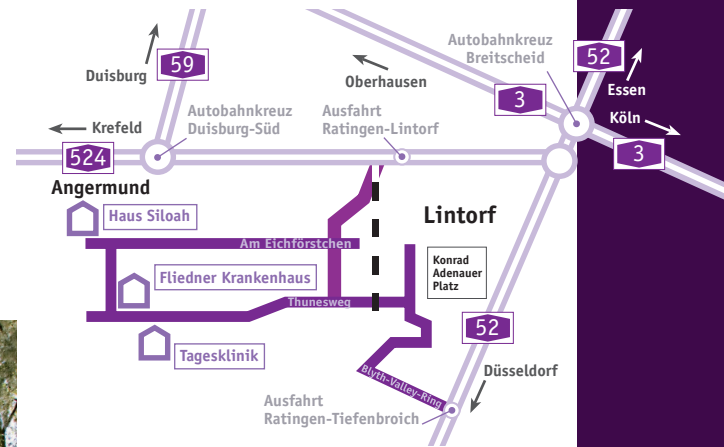 59
Duisburg
Autobahnkreuz
Breitscheid
52
Essen
Oberhausen
3
Krefeld
Autobahnkreuz
Duisburg-Süd
Ausfahrt
Ratingen-Lintorf
Köln
524
3
Angermund
Haus Siloah
Lintorf
Am Eichförstchen
Konrad
Adenauer
Platz
Fliedner Krankenhaus
Thunesweg
52
Tagesklinik
Düsseldorf
Blyth-Valley-Ring
Ausfahrt
Ratingen-Tiefenbroich